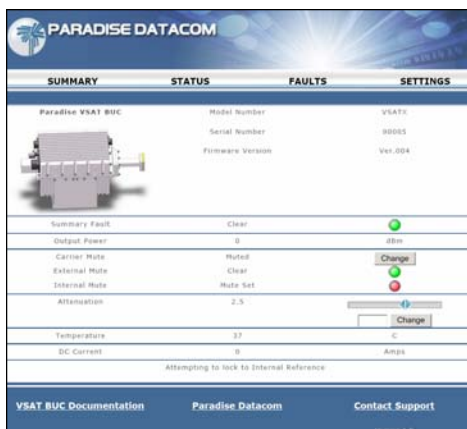 PARADISE DATACOM
SUMMARY STATUS FAULTS SETTINGS
Paradise VSAT BUC Model Number VSATX
Serial Number 00005
Firmware Version Ver.004
Summary Fault Clear
Output Power 0 dBm
Carrier Mute Muted Change
External Mute Clear
Internal Mute Mute Set
Attenuation 2.5
Change
Temperature 37 C
DC Current 0 Amps
Attempting to lock to Internal Reference
VSAT BUC Documentation Paradise Datacom Contact Support